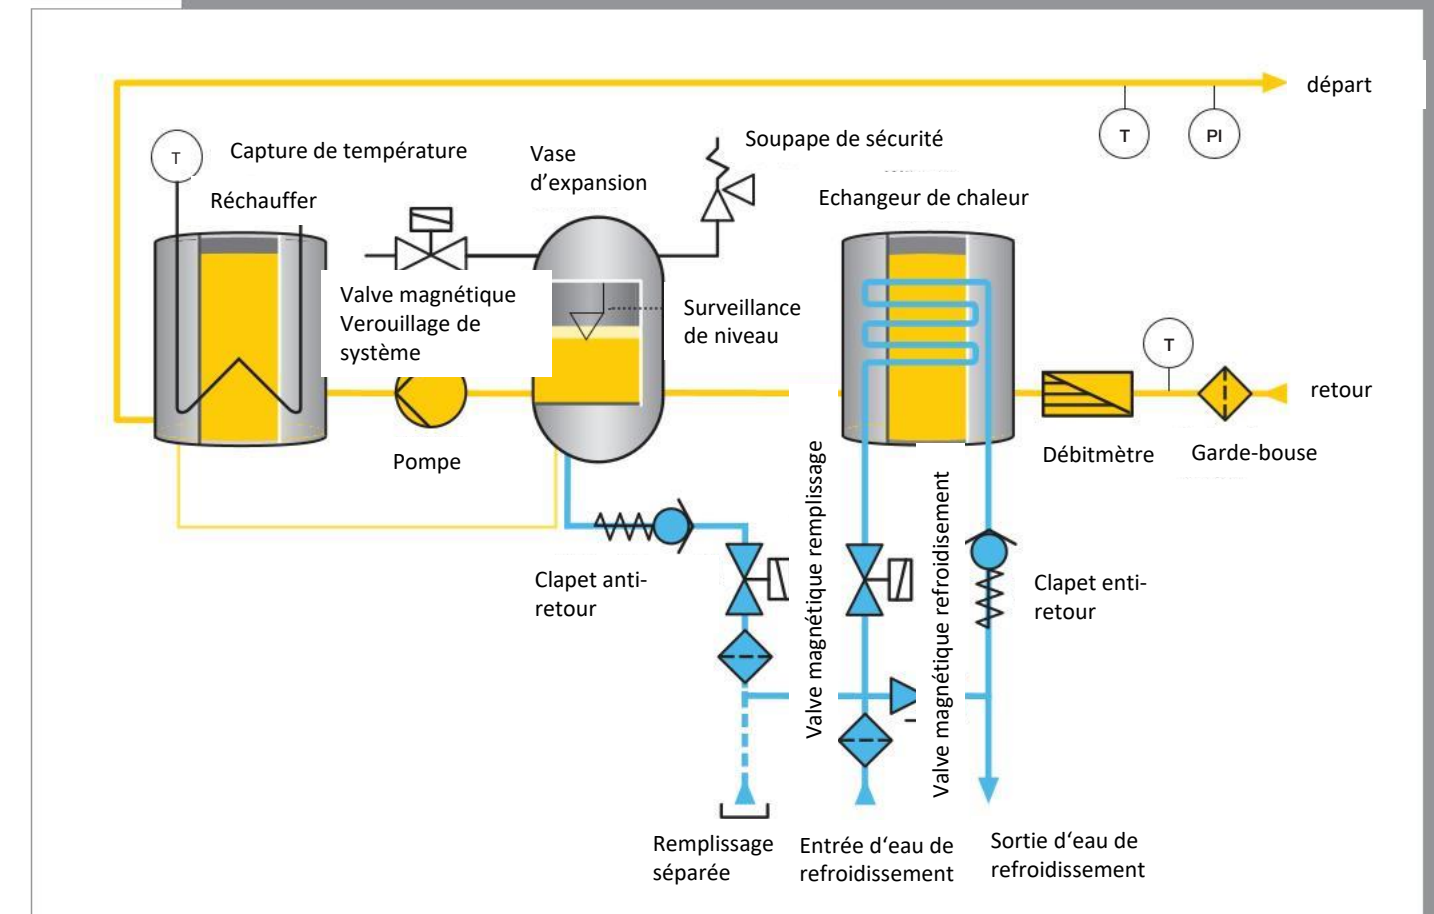 départ
T
PI
Soupape de sécurité
T
Capture de température
Vase
d’expansion
Réchauffer
Echangeur de chaleur
Valve magnétique
Verouillage de
système
Surveillance
de niveau
T
retour
Pompe
Débitmètre
Garde-bouse
Valve magnétique remplissage
Valve magnétique refroidisement
Clapet anti-
retour
Clapet enti-
retour
Remplissage
séparée
Entrée d‘eau de
refroidissement
Sortie d‘eau de
refroidissement